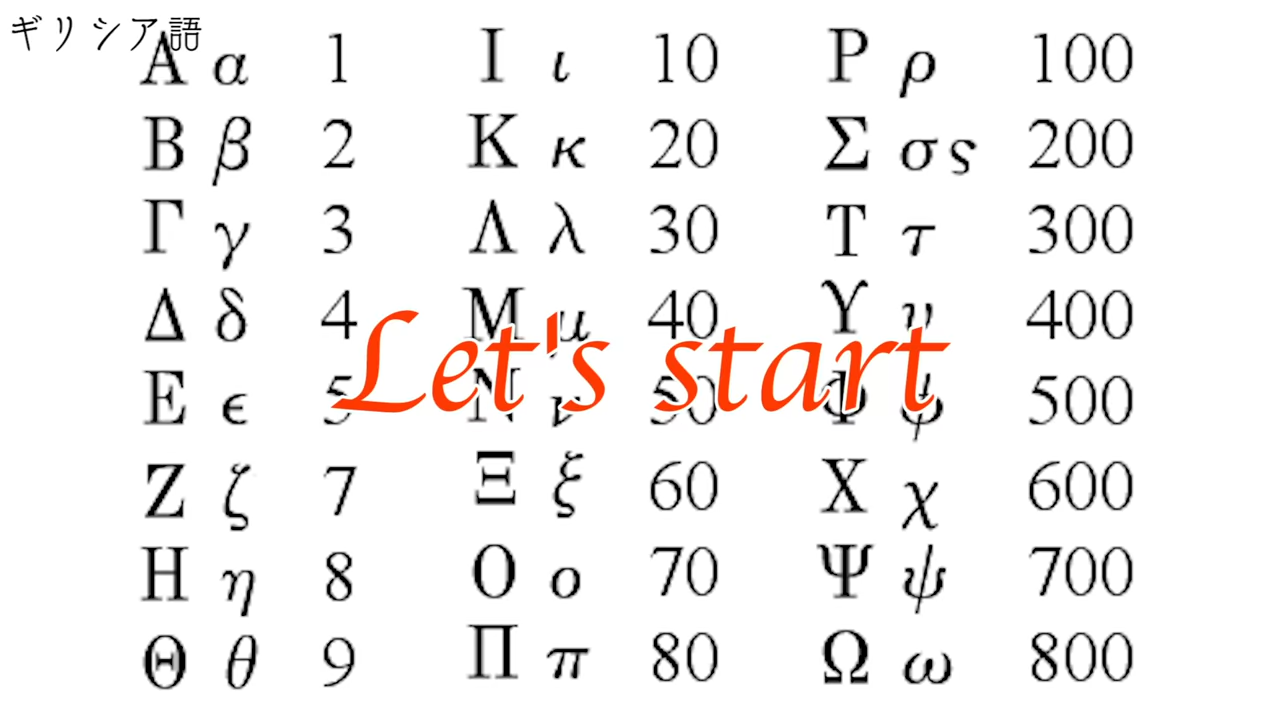 ギリシア語
Α α 1 Ι ι 10 Ρ ρ 100
Β β 2 Κ κ 20 Σ σ ς 200
Γ γ 3 Λ λ 30 Τ τ 300
Δ δ 4 Μ μ 40 Υ υ 400
Let's start
Ε ϵ 5 Ν ν 50 Φ ψ 500
Ζ ζ 7 Ξ ξ 60 Χ χ 600
Η η 8 Ο ο 70 Ψ ψ 700
Θ θ 9 Π π 80 Ω ω 800